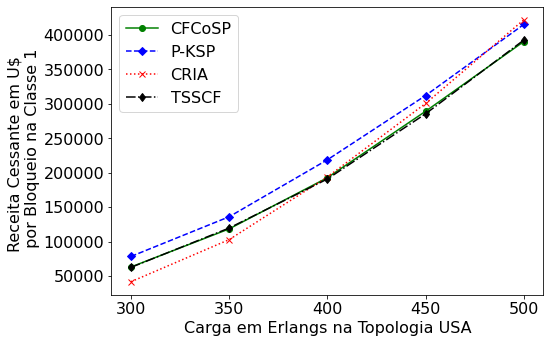 Receita Cessante em U$
por Bloqueio na Classe 1
400000
350000
300000
250000
200000
150000
100000
50000
CFCoSP
P-KSP
CRIA
TSSCF
300 350 400 450 500
Carga em Erlangs na Topologia USA